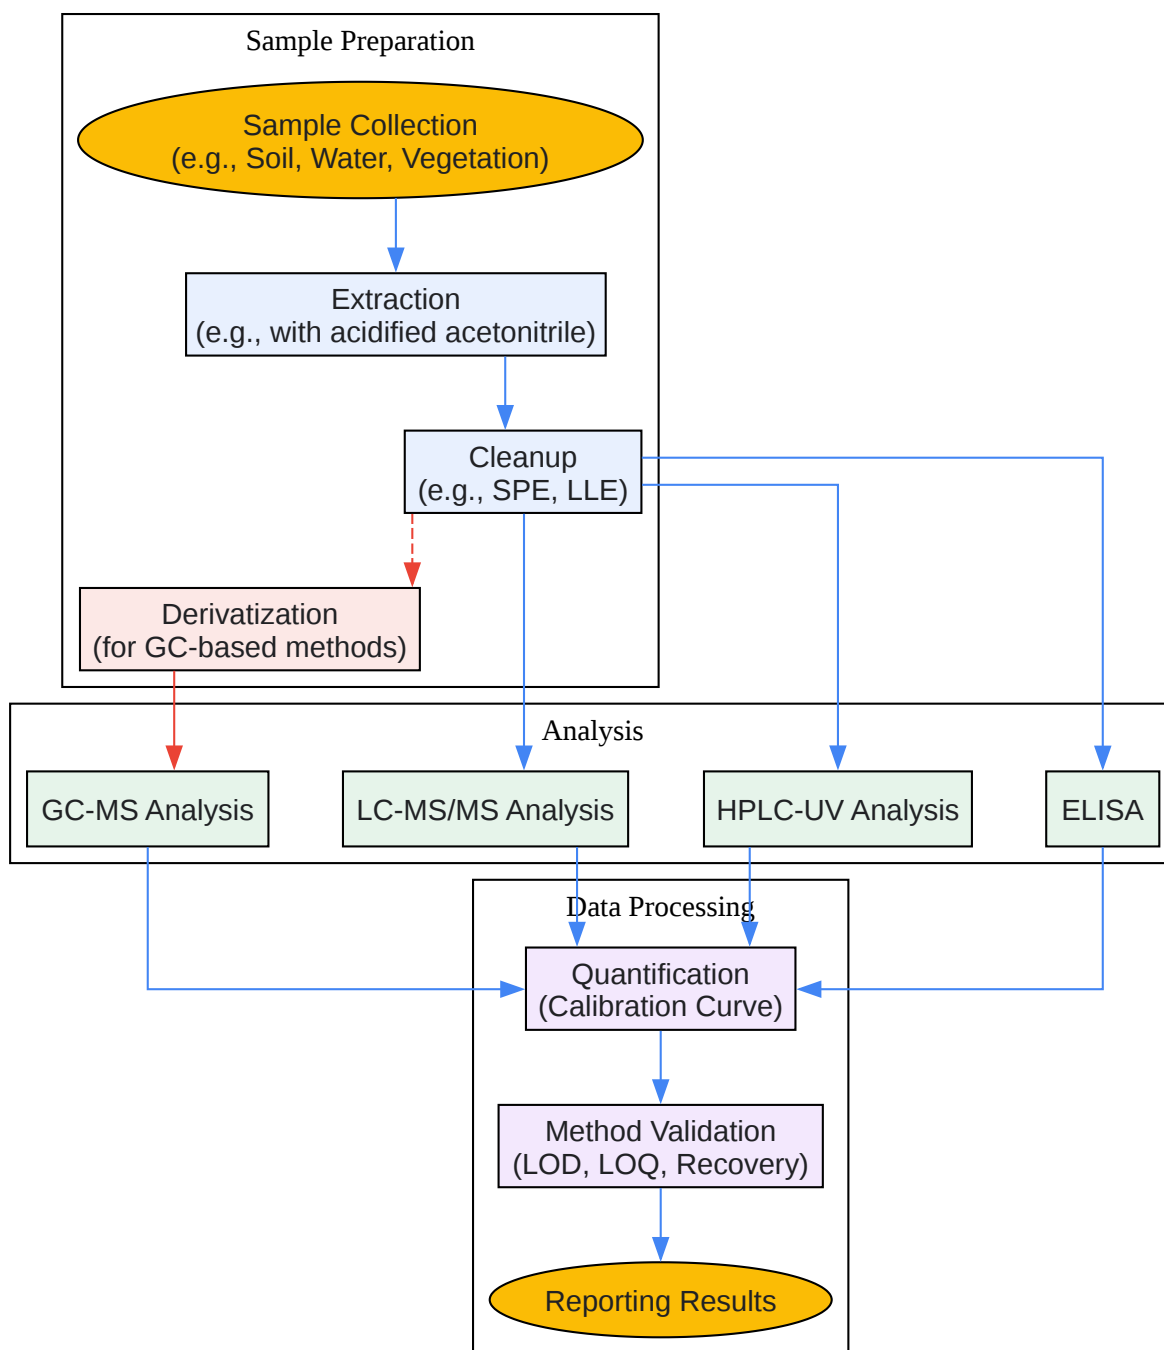 Sample Preparation
Sample Collection
(e.g., Soil, Water, Vegetation)
Extraction
(e.g., with acidified acetonitrile)
Cleanup
(e.g., SPE, LLE)
Derivatization
(for GC-based methods)
Analysis
GC-MS Analysis
LC-MS/MS Analysis
HPLC-UV Analysis
ELISA
Data Processing
Quantification
(Calibration Curve)
Method Validation
(LOD, LOQ, Recovery)
Reporting Results